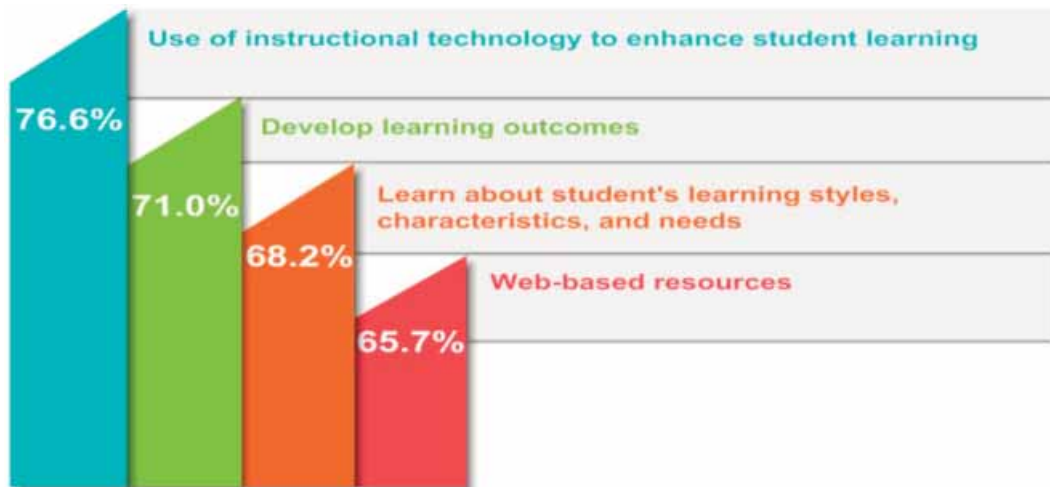 Use of instructional technology to enhance student learning
76.6%
Develop learning outcomes
71.0%
Learn about student's learning styles,
characteristics, and needs
68.2%
Web-based resources
65.7%